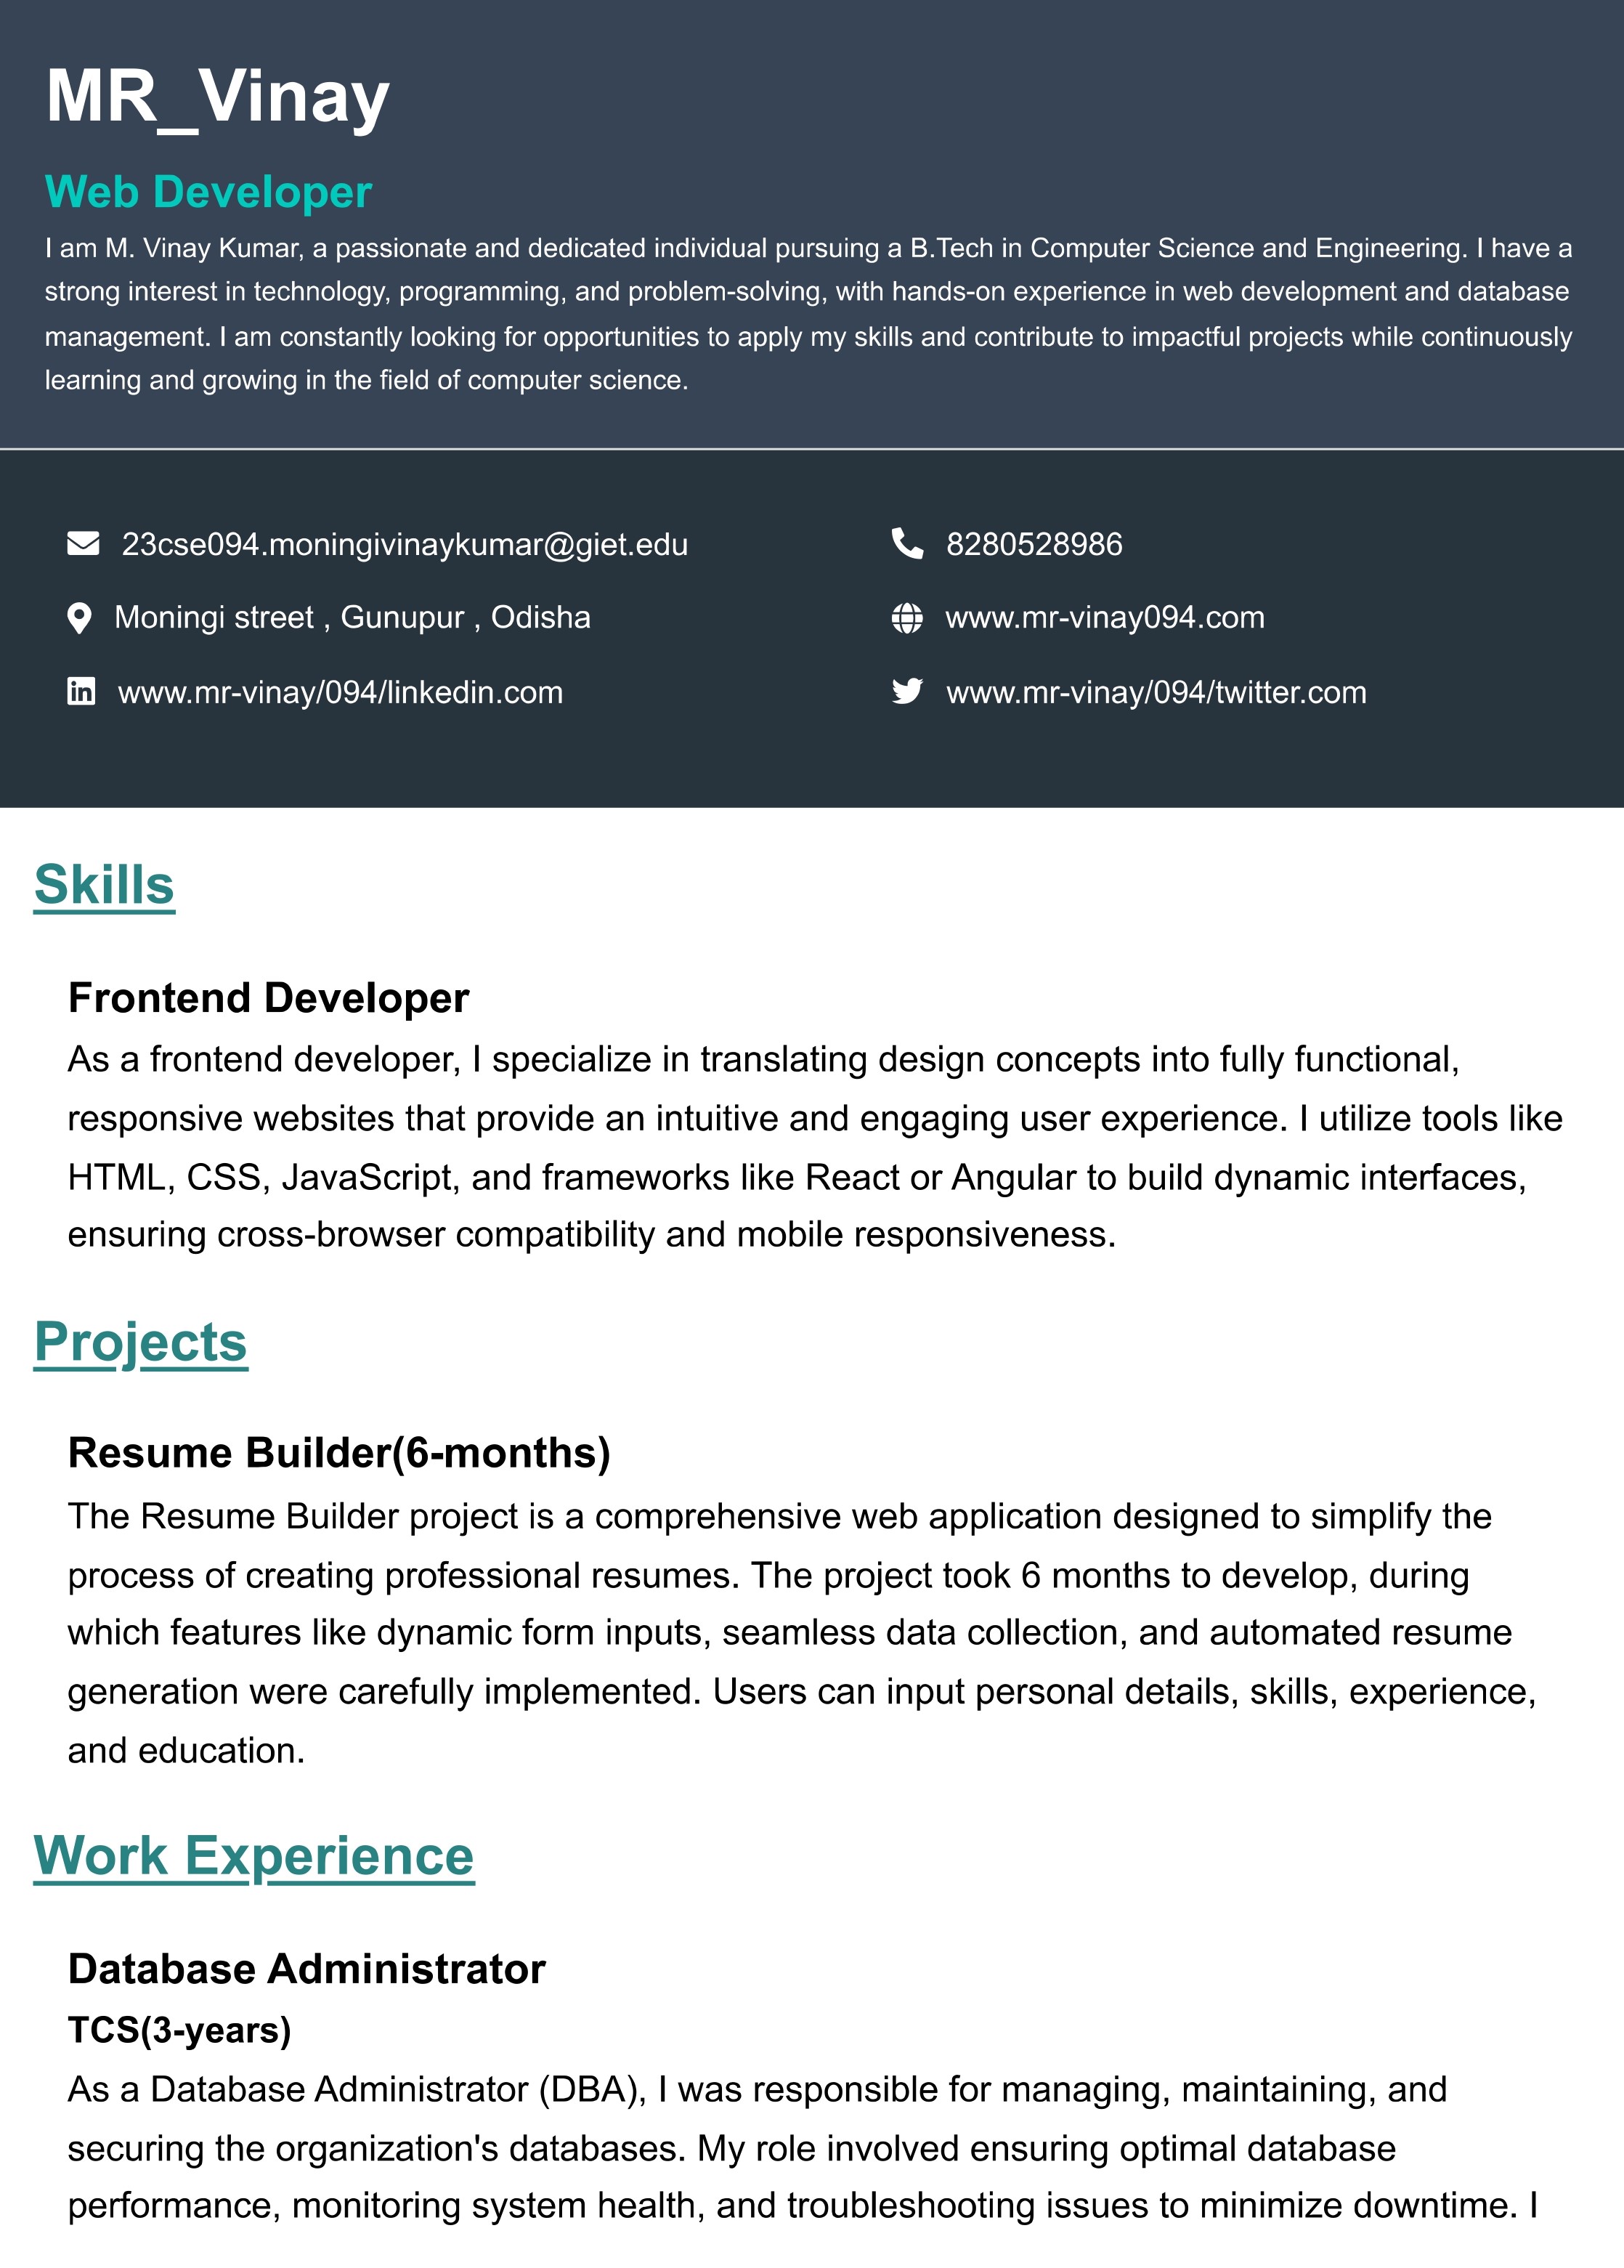 MR_Vinay
Web Developer
I am M. Vinay Kumar, a passionate and dedicated individual pursuing a B.Tech in Computer Science and Engineering. I have a
strong interest in technology, programming, and problem-solving, with hands-on experience in web development and database
management. I am constantly looking for opportunities to apply my skills and contribute to impactful projects while continuously
learning and growing in the field of computer science.
23cse094.moningivinaykumar@giet.edu
8280528986
Moningi street , Gunupur , Odisha
www.mr-vinay094.com
www.mr-vinay/094/linkedin.com
www.mr-vinay/094/twitter.com
Skills
Frontend Developer
As a frontend developer, I specialize in translating design concepts into fully functional,
responsive websites that provide an intuitive and engaging user experience. I utilize tools like
HTML, CSS, JavaScript, and frameworks like React or Angular to build dynamic interfaces,
ensuring cross-browser compatibility and mobile responsiveness.
Projects
Resume Builder(6-months)
The Resume Builder project is a comprehensive web application designed to simplify the
process of creating professional resumes. The project took 6 months to develop, during
which features like dynamic form inputs, seamless data collection, and automated resume
generation were carefully implemented. Users can input personal details, skills, experience,
and education.
Work Experience
Database Administrator
TCS(3-years)
As a Database Administrator (DBA), I was responsible for managing, maintaining, and
securing the organization's databases. My role involved ensuring optimal database
performance, monitoring system health, and troubleshooting issues to minimize downtime. I